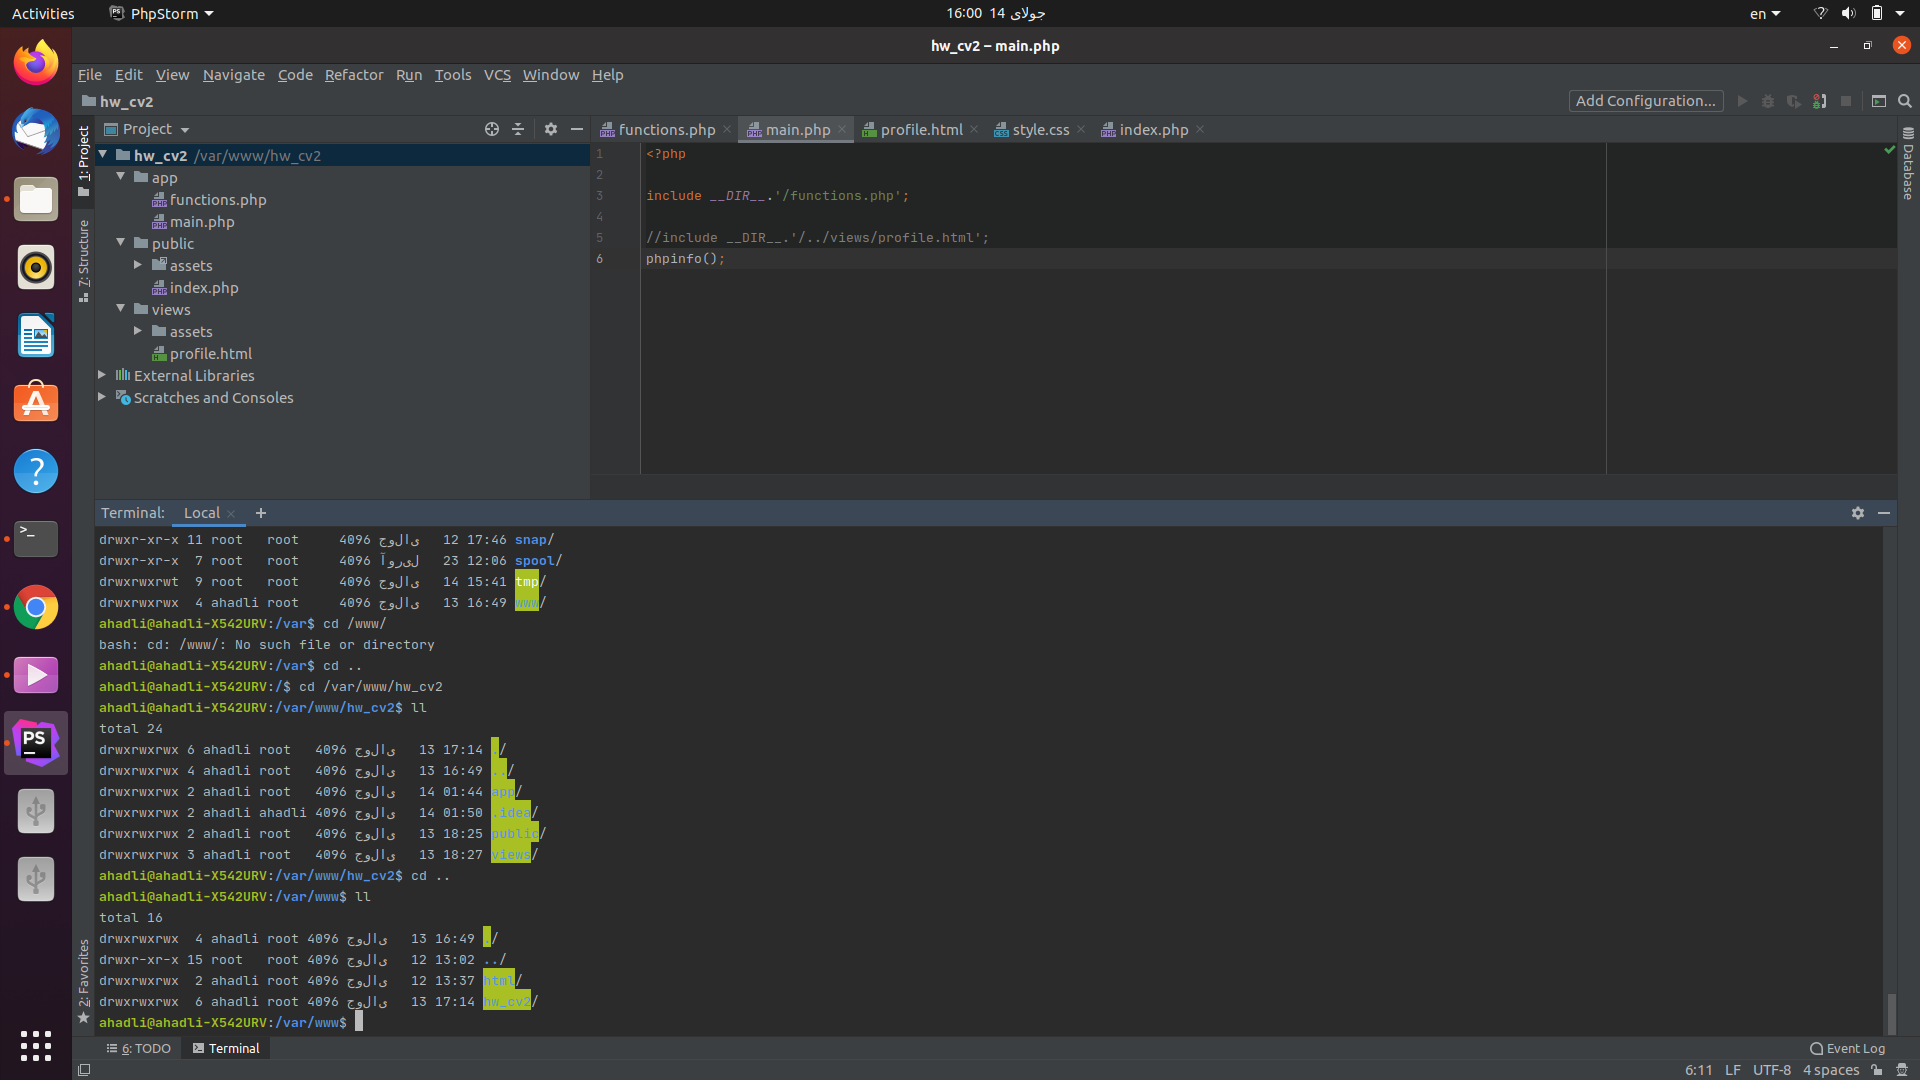 Activities
PhpStorm
16:00 14 جولای
en
hw_cv2 – main.php
File Edit View Navigate Code Refactor Run Tools VCS Window Help
hw_cv2
Add Configuration...
1: Project
7: Structure
2: Favorites
Project
hw_cv2 /var/www/hw_cv2
app
functions.php
main.php
public
assets
index.php
views
assets
profile.html
External Libraries
Scratches and Consoles
functions.php
main.php
profile.html
style.css
index.php
Database
1 <?php
2
3 include __DIR__.'/functions.php';
4
5 //include __DIR__.'/../views/profile.html';
6 phpinfo();
Terminal: Local +
drwxr-xr-x 11 root root 4096 جولای 12 17:46 snap/
drwxr-xr-x 7 root root 4096 آوریل 23 12:06 spool/
drwxrwxrwt 9 root root 4096 جولای 14 15:41 tmp/
drwxrwxrwx 4 ahadli root 4096 جولای 13 16:49 www/
ahadli@ahadli-X542URV:/var$ cd /www/
bash: cd: /www/: No such file or directory
ahadli@ahadli-X542URV:/var$ cd ..
ahadli@ahadli-X542URV:/$ cd /var/www/hw_cv2
ahadli@ahadli-X542URV:/var/www/hw_cv2$ ll
total 24
drwxrwxrwx 6 ahadli root 4096 جولای 13 17:14 ./
drwxrwxrwx 4 ahadli root 4096 جولای 13 16:49 ../
drwxrwxrwx 2 ahadli root 4096 جولای 14 01:44 app/
drwxrwxrwx 2 ahadli ahadli 4096 جولای 14 01:50 .idea/
drwxrwxrwx 2 ahadli root 4096 جولای 13 18:25 public/
drwxrwxrwx 3 ahadli root 4096 جولای 13 18:27 views/
ahadli@ahadli-X542URV:/var/www/hw_cv2$ cd ..
ahadli@ahadli-X542URV:/var/www$ ll
total 16
drwxrwxrwx 4 ahadli root 4096 جولای 13 16:49 ./
drwxr-xr-x 15 root root 4096 جولای 12 13:02 ../
drwxrwxrwx 2 ahadli root 4096 جولای 12 13:37 html/
drwxrwxrwx 6 ahadli root 4096 جولای 13 17:14 hw_cv2/
ahadli@ahadli-X542URV:/var/www$
6: TODO
Terminal
Event Log
6:11 LF UTF-8 4 spaces